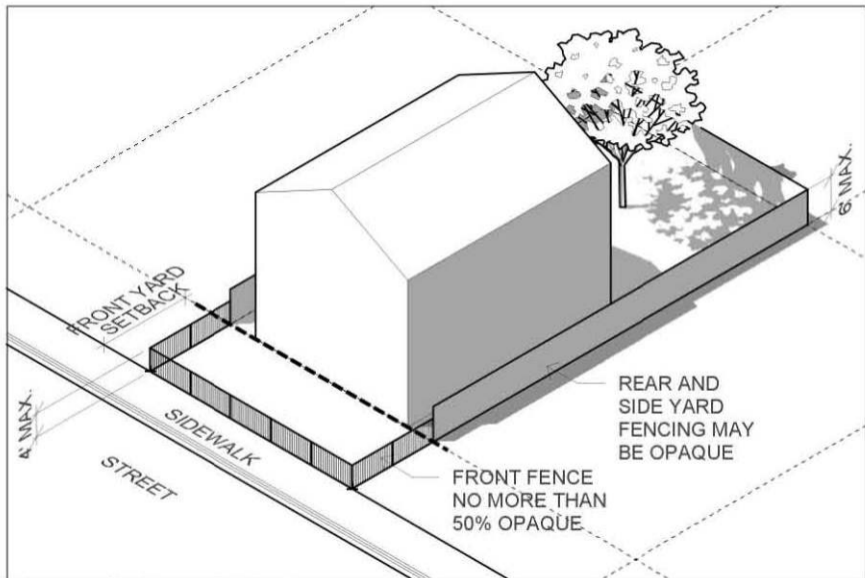 6' MAX.
FRONT YARD
SETBACK
4' MAX.
SIDEWALK
STREET
REAR AND
SIDE YARD
FENCING MAY
BE OPAQUE
FRONT FENCE
NO MORE THAN
50% OPAQUE